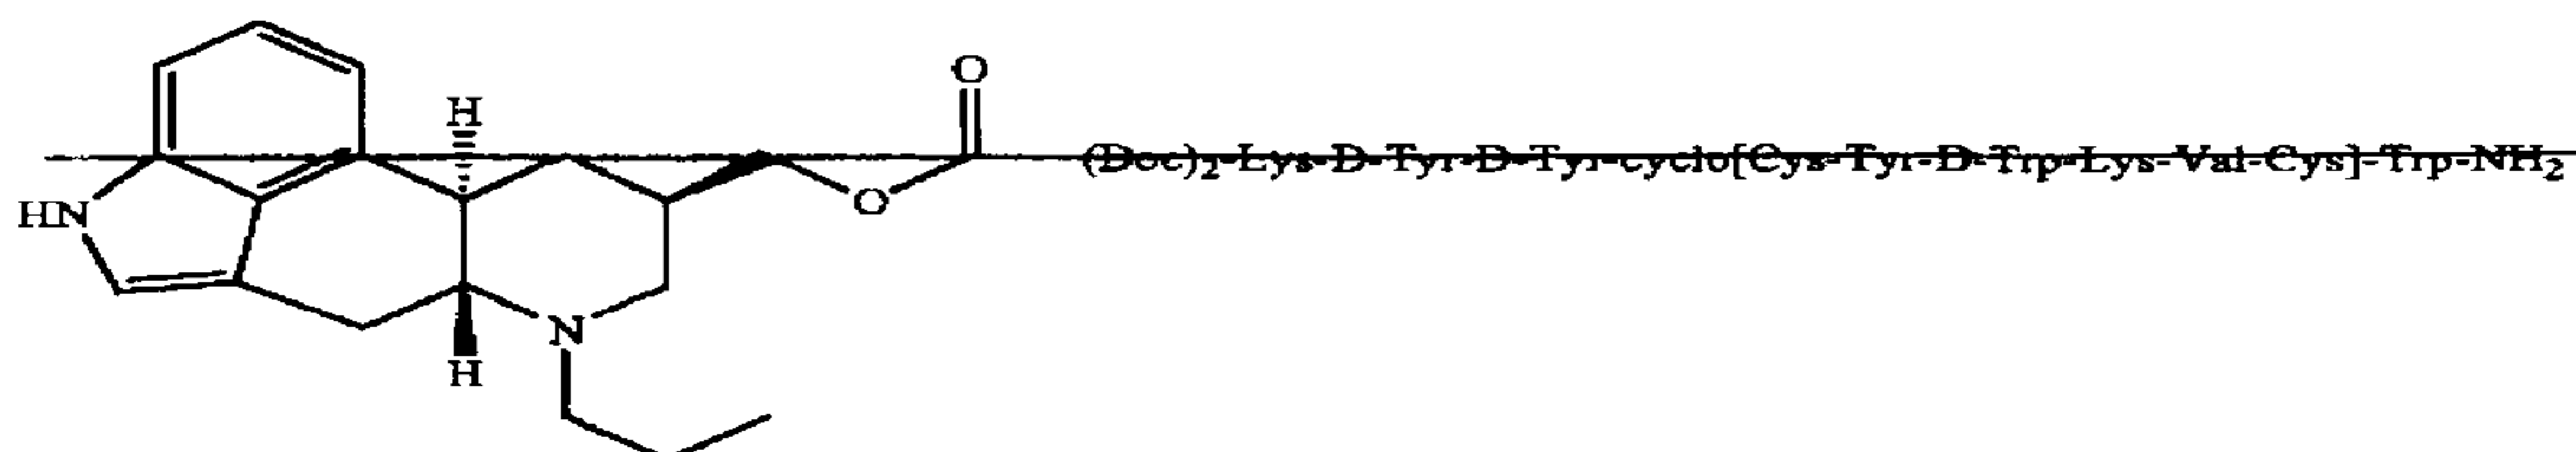 O
H
(Doc)2-Lys-D-Tyr-D-Tyr-cyclo[Cys-Tyr-D-Trp-Lys-Val-Cys]-Trp-NH2
HN
O
N
H